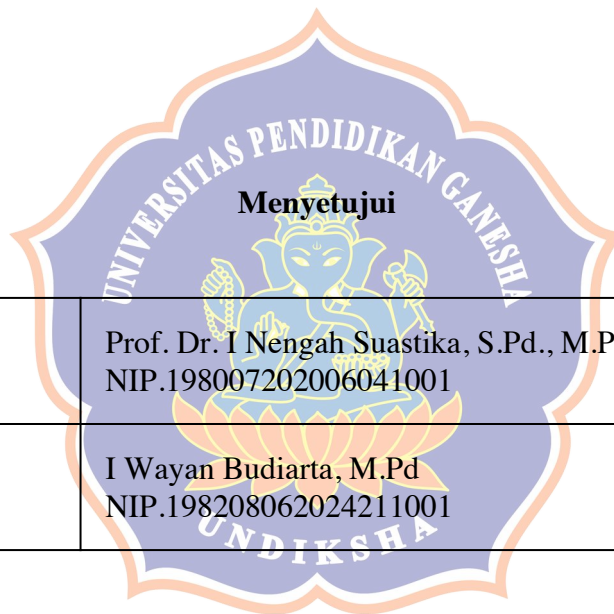 UNIVERSITAS PENDIDIKAN GANESHA
Menyetujui
Prof. Dr. I Nengah Suastika, S.Pd., M.P
NIP.198007202006041001
I Wayan Budiarta, M.Pd
NIP.198208062024211001
UNDIKSHA